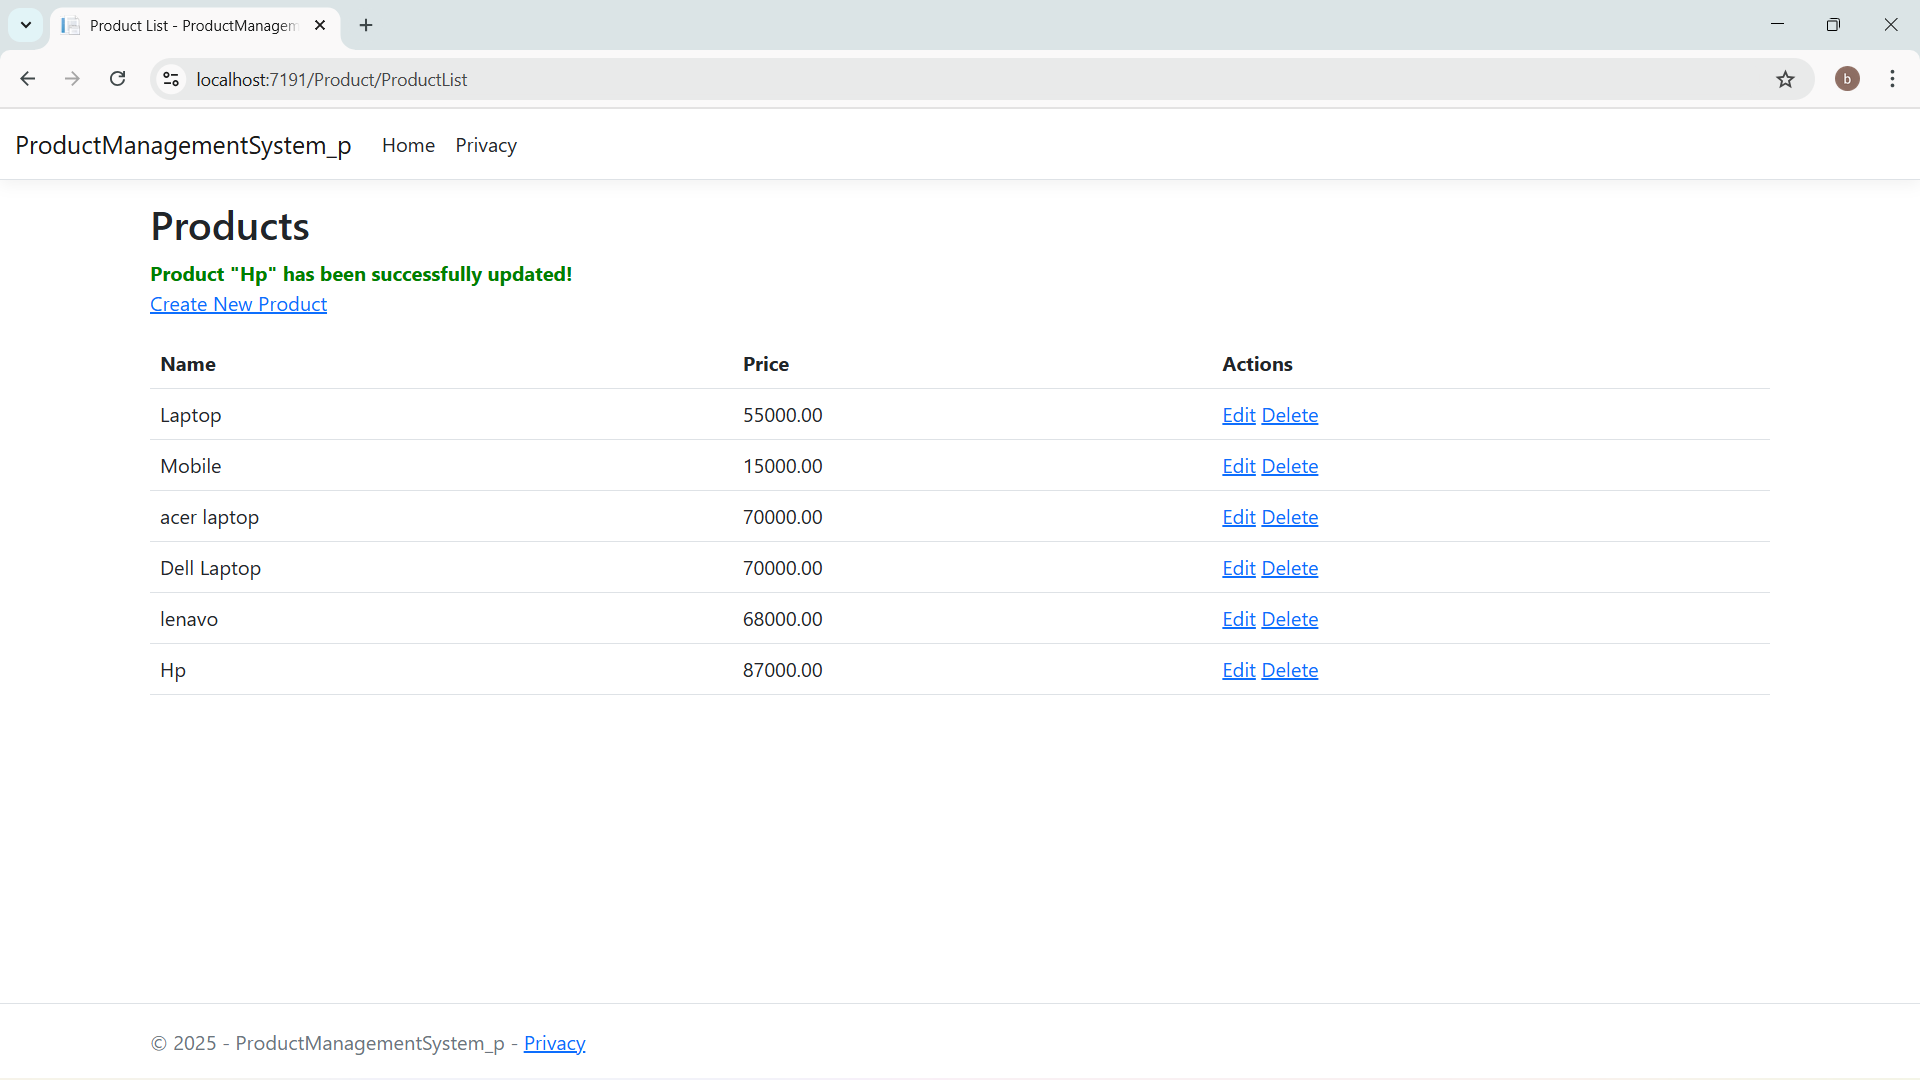 Product List - ProductManagem
localhost:7191/Product/ProductList
b
ProductManagementSystem_p Home Privacy
Products
Product "Hp" has been successfully updated!
Create New Product
Name Price Actions
Laptop 55000.00 Edit Delete
Mobile 15000.00 Edit Delete
acer laptop 70000.00 Edit Delete
Dell Laptop 70000.00 Edit Delete
lenavo 68000.00 Edit Delete
Hp 87000.00 Edit Delete
© 2025 - ProductManagementSystem_p - Privacy